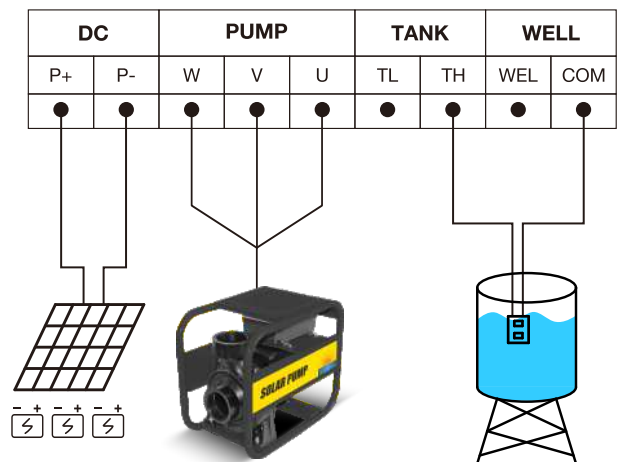 DC PUMP TANK WELL
P+ P- W V U TL TH WEL COM
SOLAR PUMP
- + - + - +